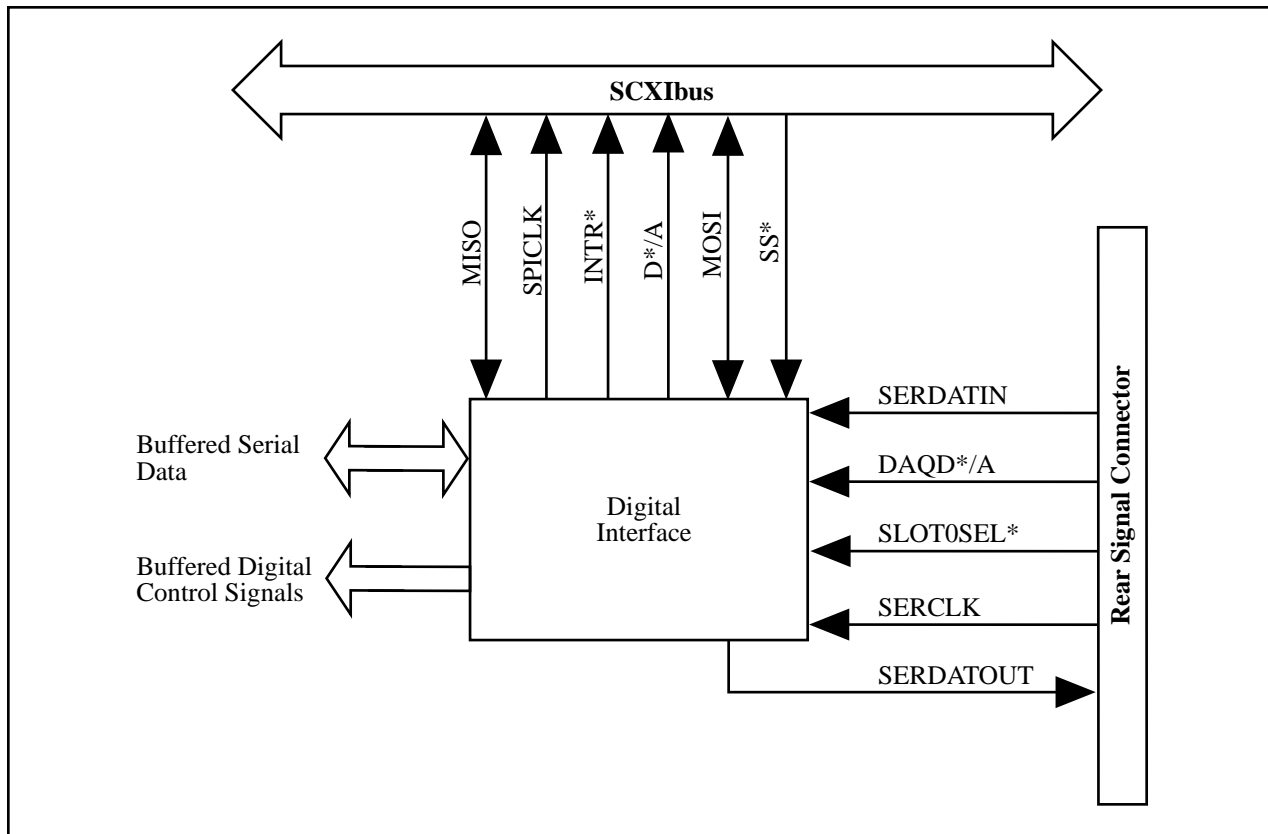 SCXIbus
MISO
SPICLK
INTR*
D*/A
MOSI
SS*
SERDATIN
DAQD*/A
SLOT0SEL*
SERCLK
SERDATOUT
Rear Signal Connector
Buffered Serial
Data
Digital
Interface
Buffered Digital
Control Signals